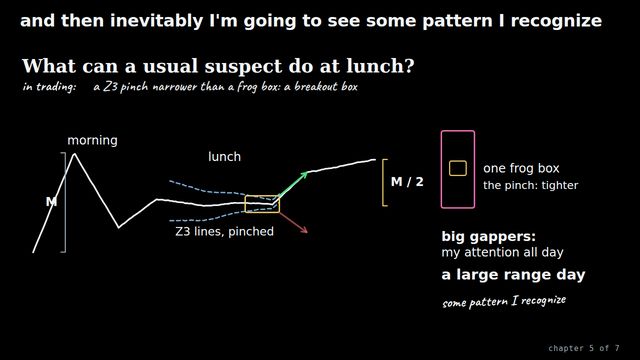 and then inevitably I'm going to see some pattern I recognize
What can a usual suspect do at lunch?
in trading: a Z3 pinch narrower than a frog box: a breakout box
morning
lunch
M
M / 2
Z3 lines, pinched
one frog box
the pinch: tighter
big gappers:
my attention all day
a large range day
some pattern I recognize
chapter 5 of 7